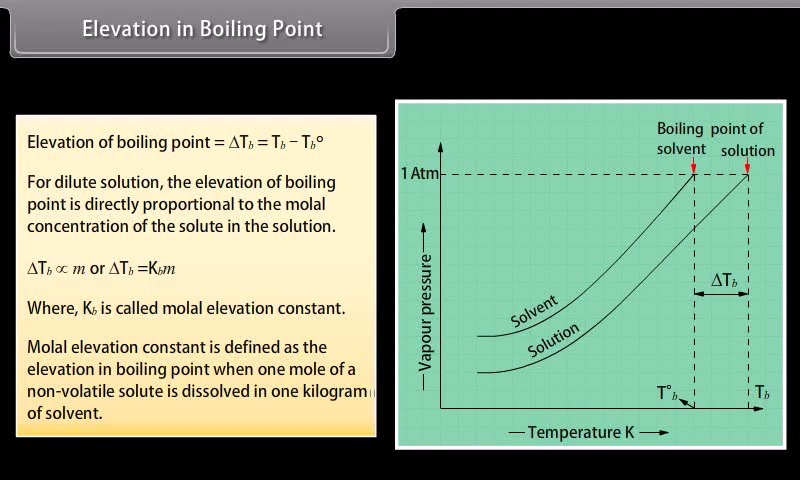 Elevation in Boiling Point
Elevation of boiling point = ΔT𝑏 = T𝑏 – T𝑏°
For dilute solution, the elevation of boiling
point is directly proportional to the molal
concentration of the solute in the solution.
ΔT𝑏 ∝ m or ΔT𝑏 =K𝑏m
Where, K𝑏 is called molal elevation constant.
Molal elevation constant is defined as the
elevation in boiling point when one mole of a
non-volatile solute is dissolved in one kilogram
of solvent.
Boiling point of
solvent solution
1 Atm
ΔT𝑏
Solvent
Solution
Vapour pressure
T°𝑏
T𝑏
Temperature K